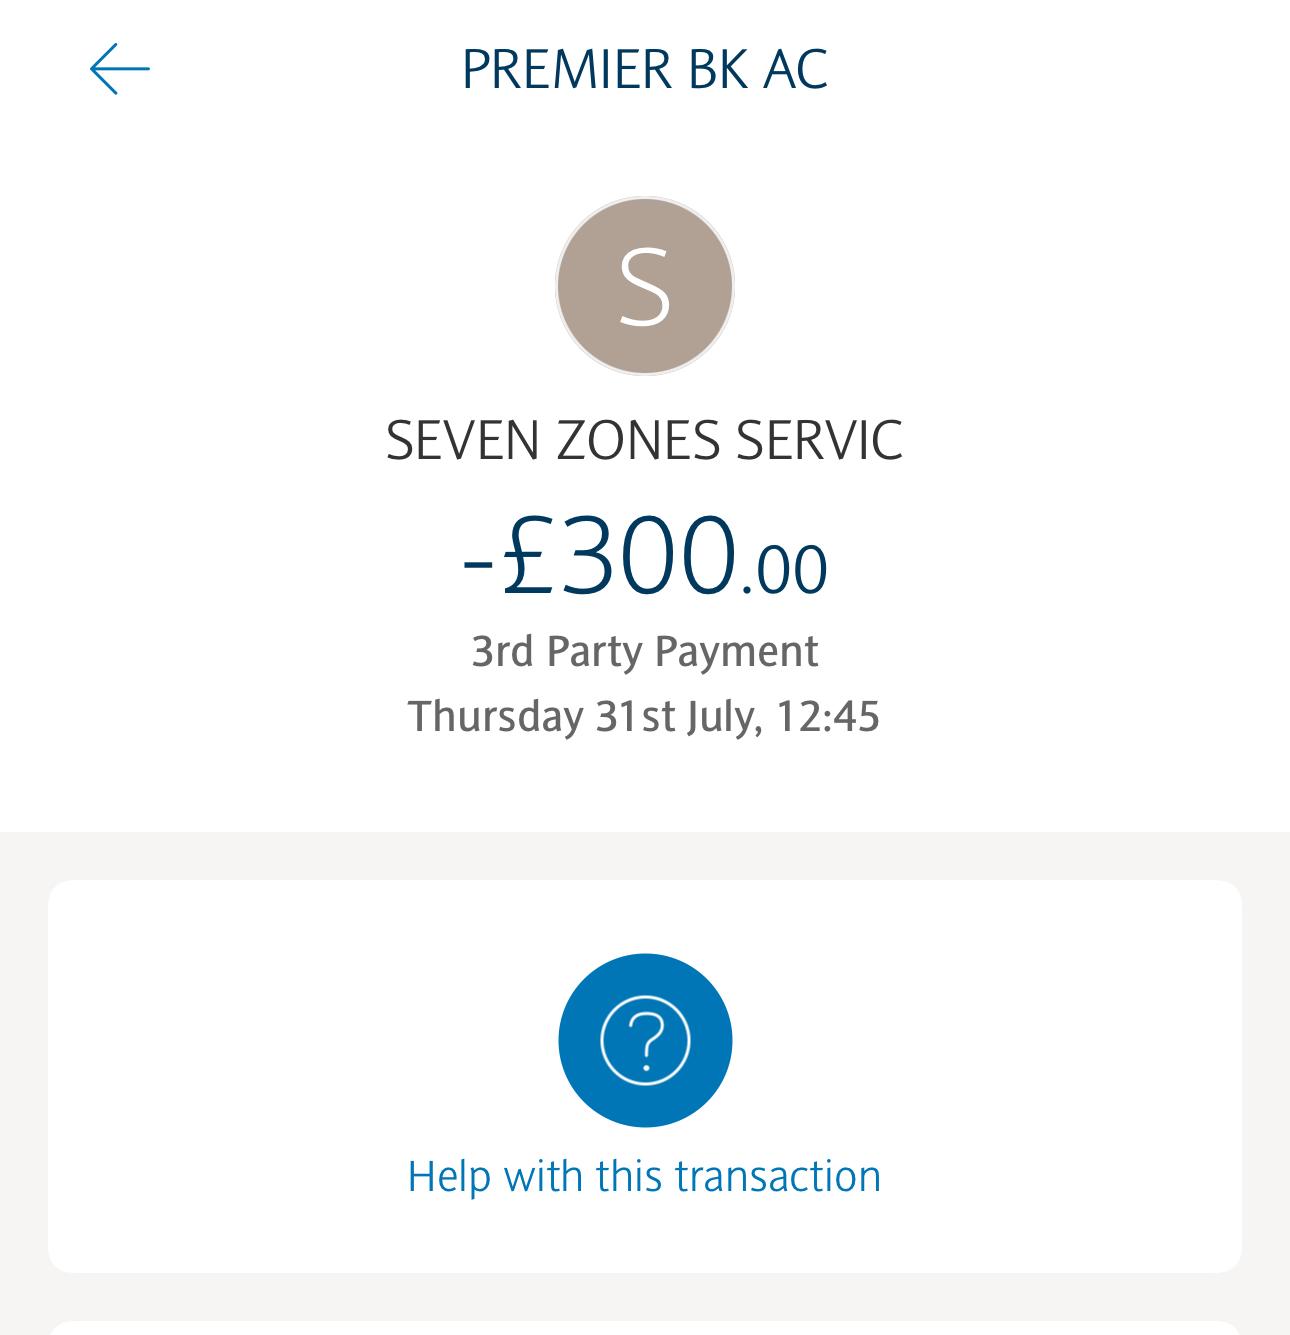 PREMIER BK AC
S
SEVEN ZONES SERVIC
-£300.00
3rd Party Payment
Thursday 31st July, 12:45
?
Help with this transaction